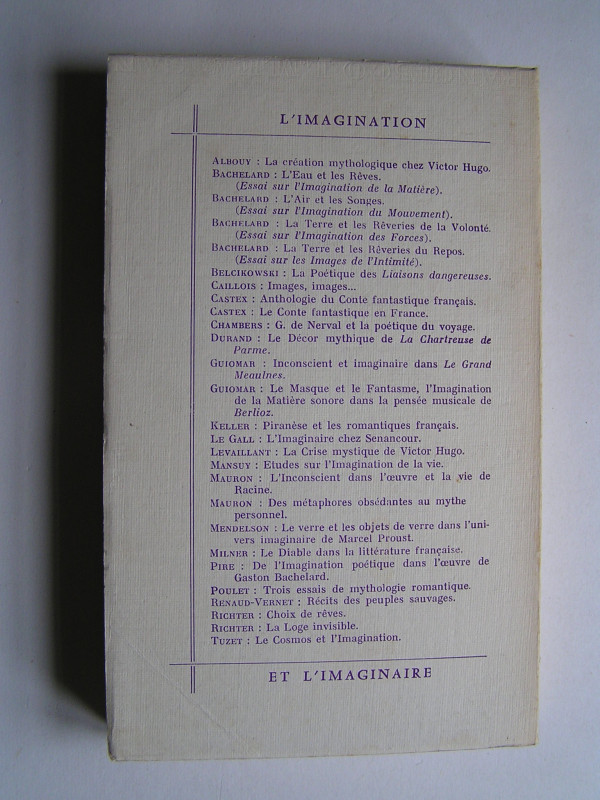 L'IMAGINATION
ALBOUY : La création mythologique chez Victor Hugo.
BACHELARD : L'Eau et les Rêves.
(Essai sur l'Imagination de la Matière).
BACHELARD : L'Air et les Songes.
(Essai sur l'Imagination du Mouvement).
BACHELARD : La Terre et les Rêveries de la Volonté.
(Essai sur l'Imagination des Forces).
BACHELARD : La Terre et les Rêveries du Repos.
(Essai sur les Images de l'Intimité).
BELCIKOWSKI : La Poétique des Liaisons dangereuses.
CAILLOIS : Images, images...
CASTEX : Anthologie du Conte fantastique français.
CASTEX : Le Conte fantastique en France.
CHAMBERS : G. de Nerval et la poétique du voyage.
DURAND : Le Décor mythique de La Chartreuse de
Parme.
GUIOMAR : Inconscient et imaginaire dans Le Grand
Meaulnes.
GUIOMAR : Le Masque et le Fantasme, l'Imagination
de la Matière sonore dans la pensée musicale de
Berlioz.
KELLER : Piranèse et les romantiques français.
LE GALL : L'Imaginaire chez Senancour.
LEVAILLANT : La Crise mystique de Victor Hugo.
MANSUY : Etudes sur l'Imagination de la vie.
MAURON : L'Inconscient dans l'œuvre et la vie de
Racine.
MAURON : Des métaphores obsédantes au mythe
personnel.
MENDELSON : Le verre et les objets de verre dans l'uni-
vers imaginaire de Marcel Proust.
MILNER : Le Diable dans la littérature française.
PIRE : De l'Imagination poétique dans l'œuvre de
Gaston Bachelard.
POULET : Trois essais de mythologie romantique.
RENAUD-VERNET : Récits des peuples sauvages.
RICHTER : Choix de rêves.
RICHTER : La Loge invisible.
TUZET : Le Cosmos et l'Imagination.
ET L'IMAGINAIRE